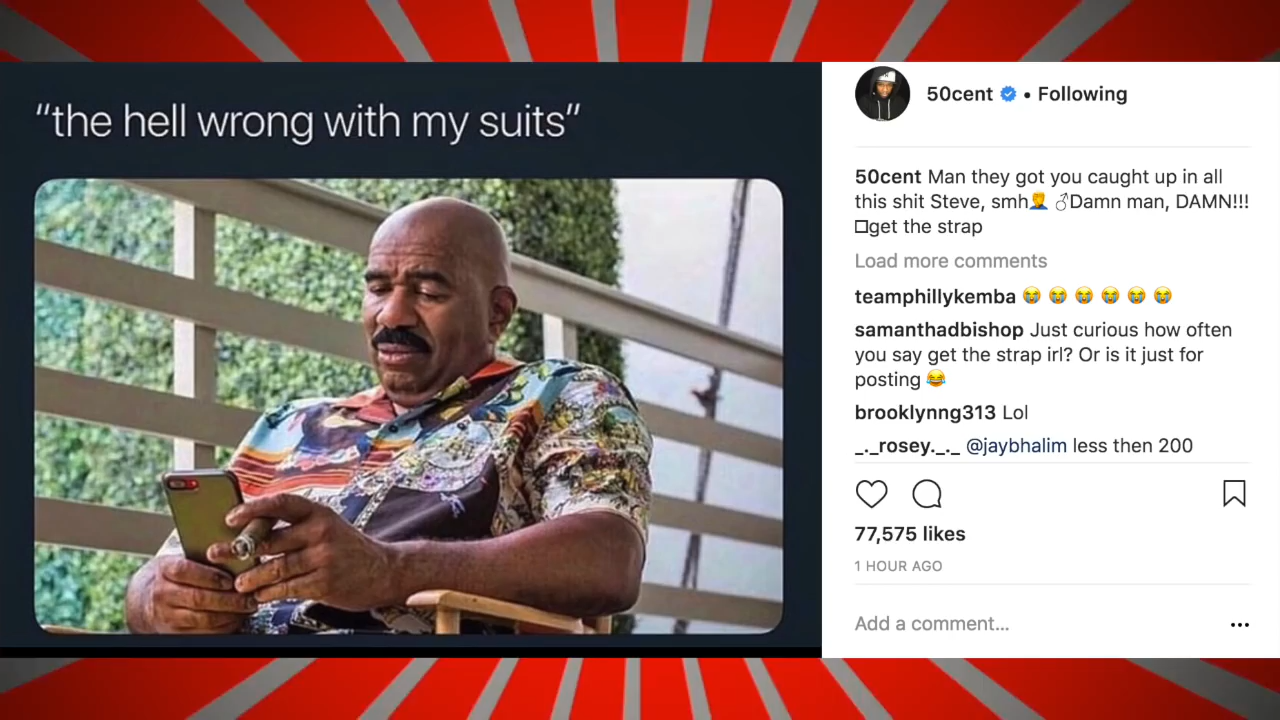 “the hell wrong with my suits”
50cent • Following
50cent Man they got you caught up in all
this shit Steve, smh🤦 ♂Damn man, DAMN!!!
□get the strap
Load more comments
teamphillykemba 😭 😭 😭 😭 😭 😭
samanthadbishop Just curious how often
you say get the strap irl? Or is it just for
posting 😂
brooklynng313 Lol
_._rosey._._ @jaybhalim less then 200
77,575 likes
1 HOUR AGO
Add a comment...